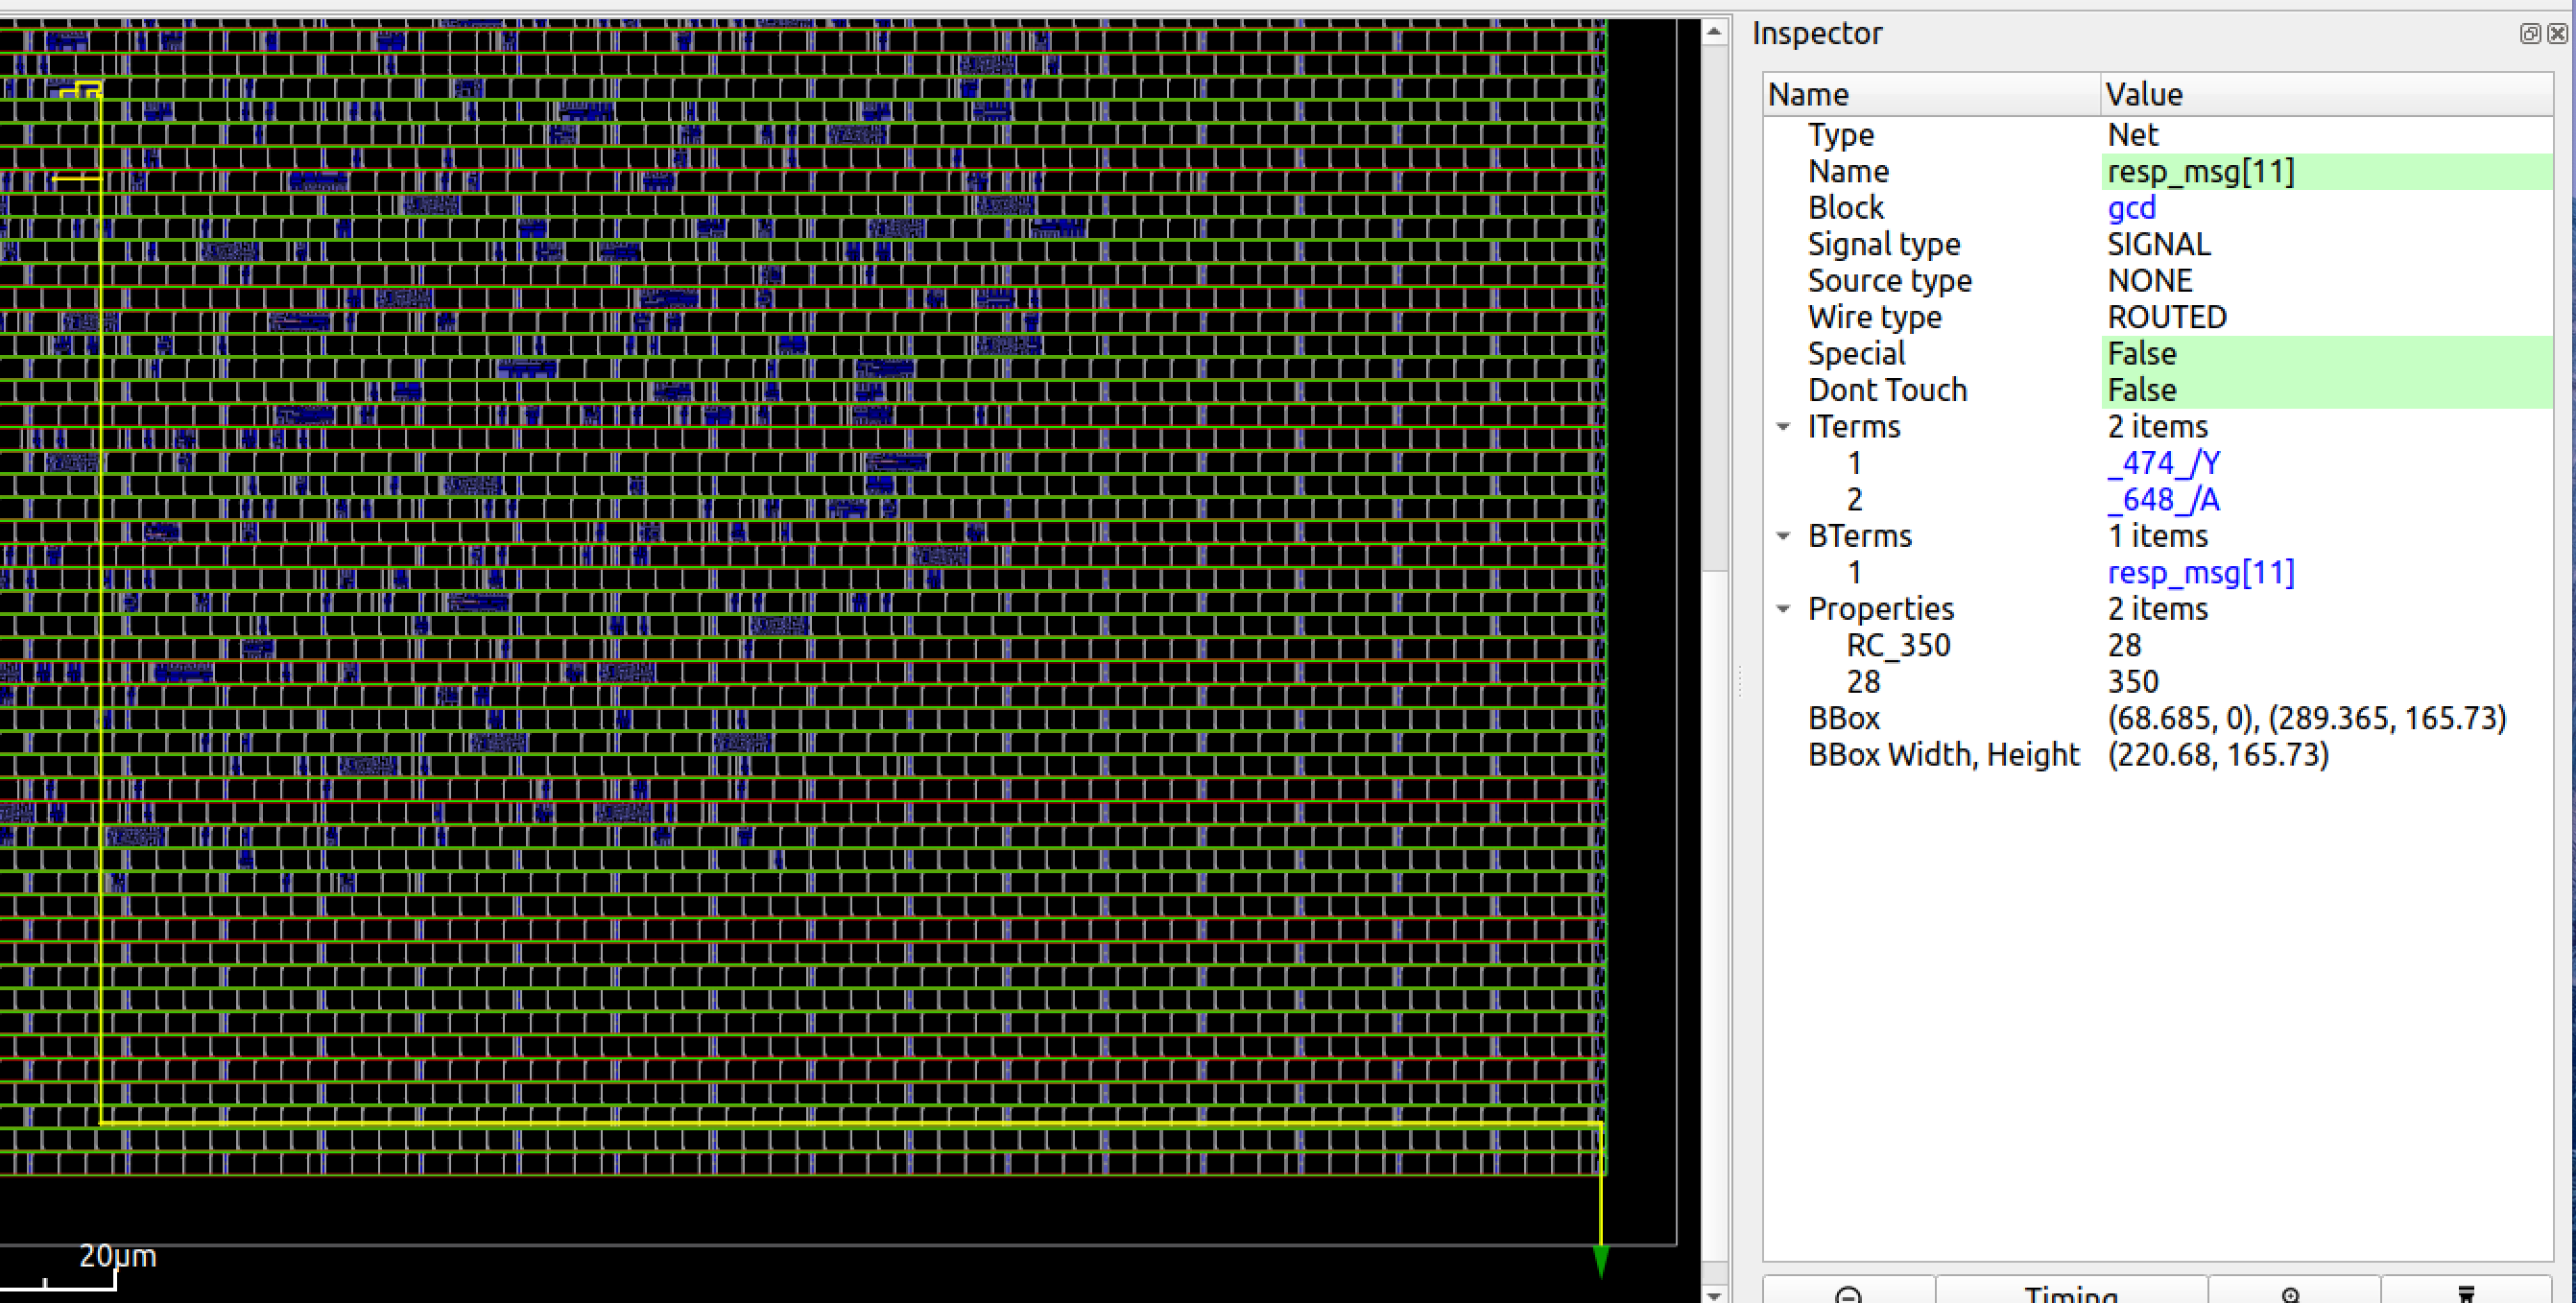 Inspector
Name Value
Type Net
Name resp_msg[11]
Block gcd
Signal type SIGNAL
Source type NONE
Wire type ROUTED
Special False
Dont Touch False
ITerms 2 items
1 _474_/Y
2 _648_/A
BTerms 1 items
1 resp_msg[11]
Properties 2 items
RC_350 28
28 350
BBox (68.685, 0), (289.365, 165.73)
BBox Width, Height (220.68, 165.73)
20µm
Timing